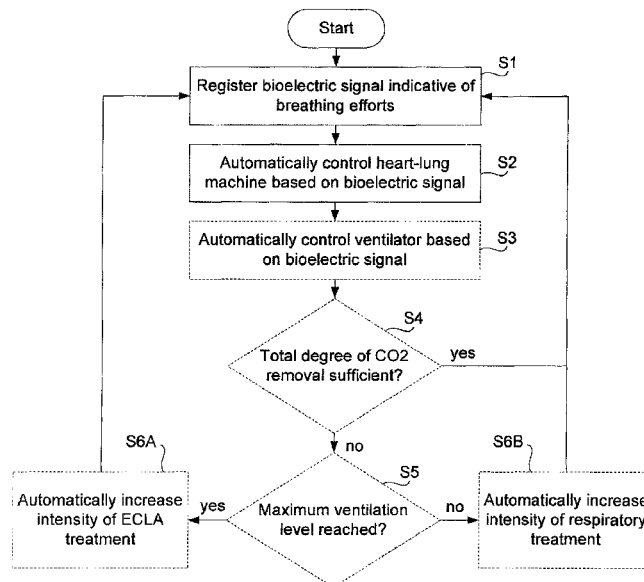 Start
S1
Register bioelectric signal indicative of
breathing efforts
S2
Automatically control heart-lung
machine based on bioelectric signal
S3
Automatically control ventilator based
on bioelectric signal
S4
Total degree of CO2
removal sufficient?
yes
no
S5
Maximum ventilation
level reached?
yes
no
S6A
Automatically increase
intensity of ECLA
treatment
S6B
Automatically increase
intensity of respiratory
treatment